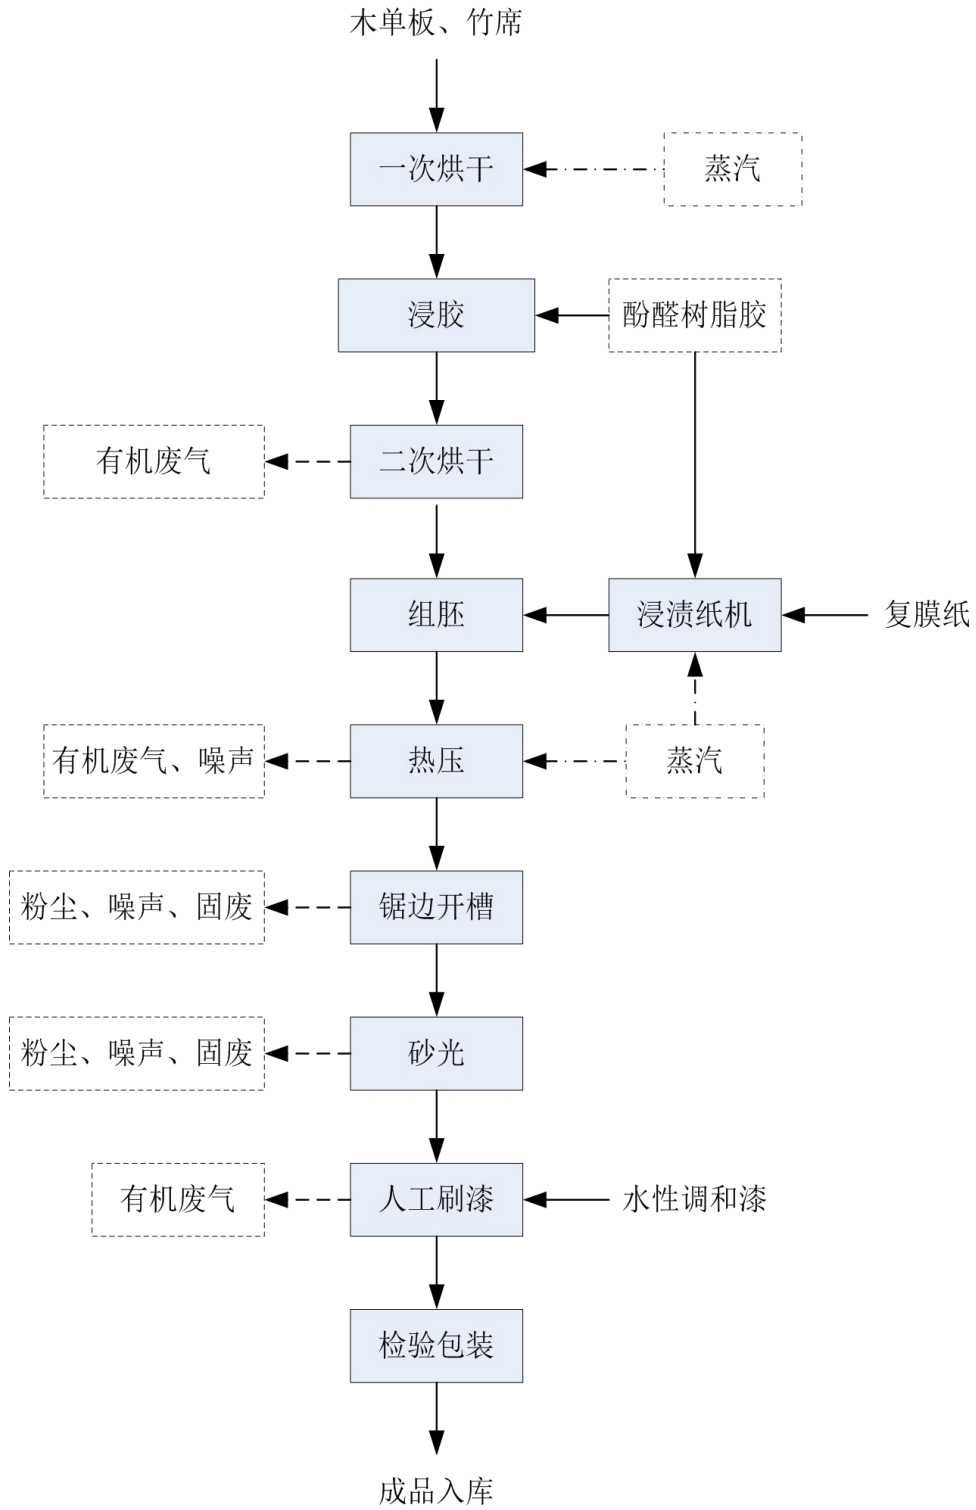 木单板、竹席
一次烘干
蒸汽
浸胶
酚醛树脂胶
有机废气
二次烘干
组胚
浸渍纸机
复膜纸
有机废气、噪声
热压
蒸汽
粉尘、噪声、固废
锯边开槽
粉尘、噪声、固废
砂光
有机废气
人工刷漆
水性调和漆
检验包装
成品入库